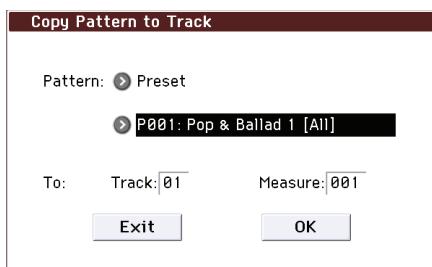 Copy Pattern to Track
Pattern: Preset
P001: Pop & Ballad 1 [All]
To: Track: 01 Measure: 001
Exit OK